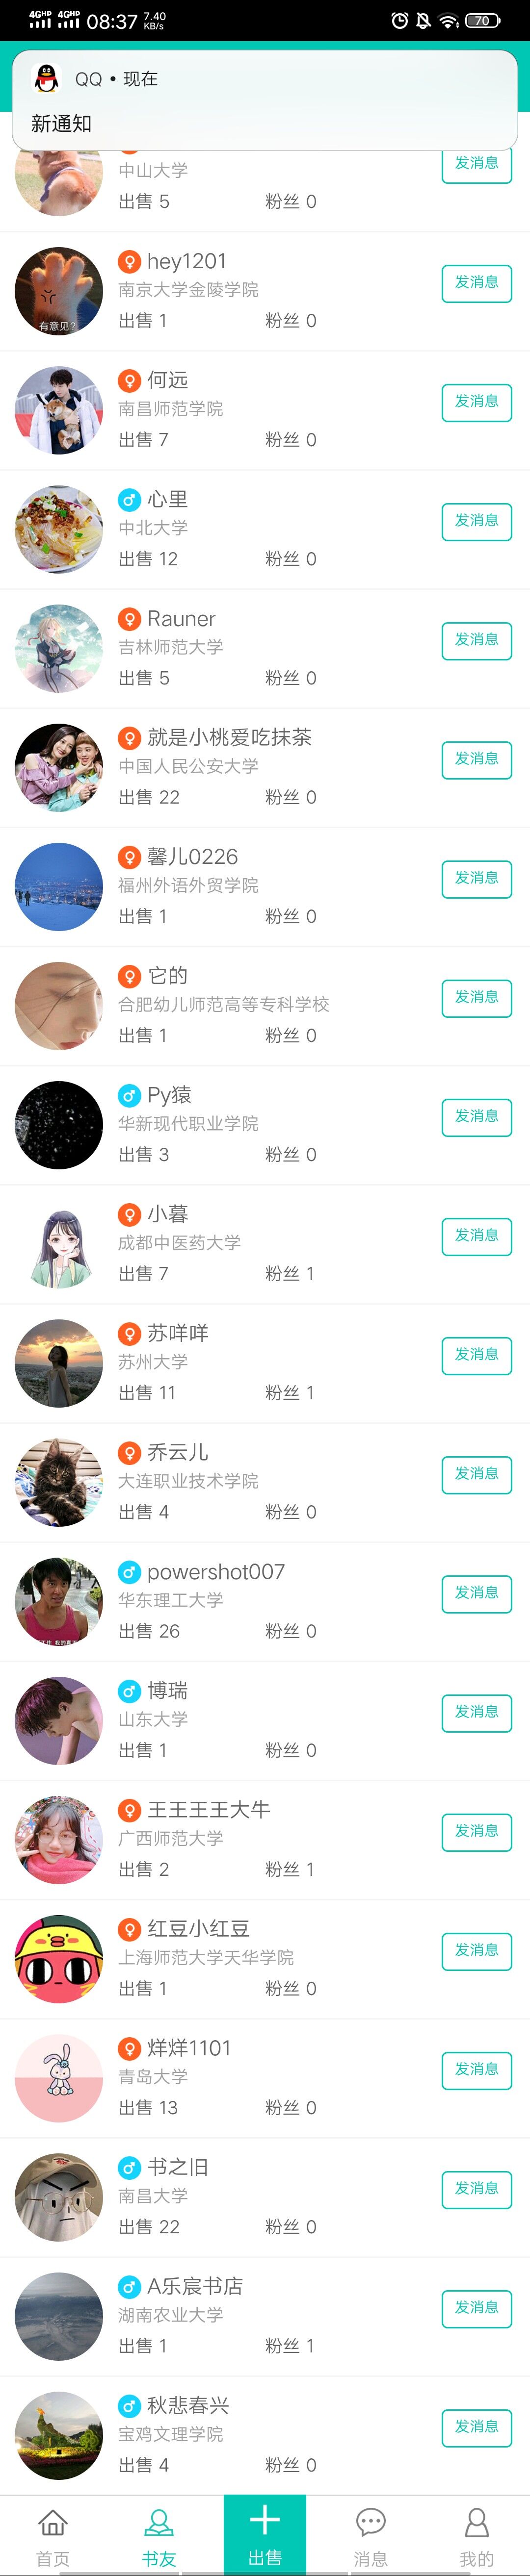 4GHD 4GHD 08:37 7.40 KB/s 70
QQ • 现在
新通知
中山大学
发消息
出售 5 粉丝 0
hey1201
南京大学金陵学院
发消息
有意见?
出售 1 粉丝 0
何远
南昌师范学院
发消息
出售 7 粉丝 0
心里
中北大学
发消息
出售 12 粉丝 0
Rauner
吉林师范大学
发消息
出售 5 粉丝 0
就是小桃爱吃抹茶
中国人民公安大学
发消息
出售 22 粉丝 0
馨儿0226
福州外语外贸学院
发消息
出售 1 粉丝 0
它的
合肥幼儿师范高等专科学校
发消息
出售 1 粉丝 0
Py猿
华新现代职业学院
发消息
出售 3 粉丝 0
小暮
成都中医药大学
发消息
出售 7 粉丝 1
苏咩咩
苏州大学
发消息
出售 11 粉丝 1
乔云儿
大连职业技术学院
发消息
出售 4 粉丝 0
powershot007
华东理工大学
发消息
出售 26 粉丝 0
博瑞
山东大学
发消息
出售 1 粉丝 0
王王王王大牛
广西师范大学
发消息
出售 2 粉丝 1
红豆小红豆
上海师范大学天华学院
发消息
出售 1 粉丝 0
烊烊1101
青岛大学
发消息
出售 13 粉丝 0
书之旧
南昌大学
发消息
出售 22 粉丝 0
A乐宸书店
湖南农业大学
发消息
出售 1 粉丝 1
秋悲春兴
宝鸡文理学院
发消息
出售 4 粉丝 0
首页 书友 出售 消息 我的